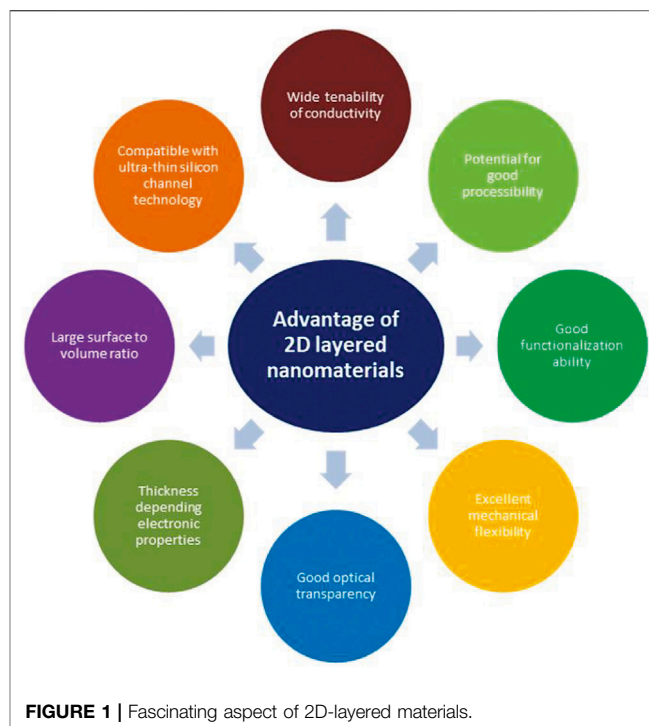 Wide tenability
of conductivity
Compatible with
ultra-thin silicon
channel technology
Potential for
good
processibility
Large surface to
volume ratio
Advantage of
2D layered
nanomaterials
Good
functionalization
ability
Thickness
depending
electronic
properties
Excellent
mechanical
flexibility
Good optical
transparency
FIGURE 1 | Fascinating aspect of 2D-layered materials.